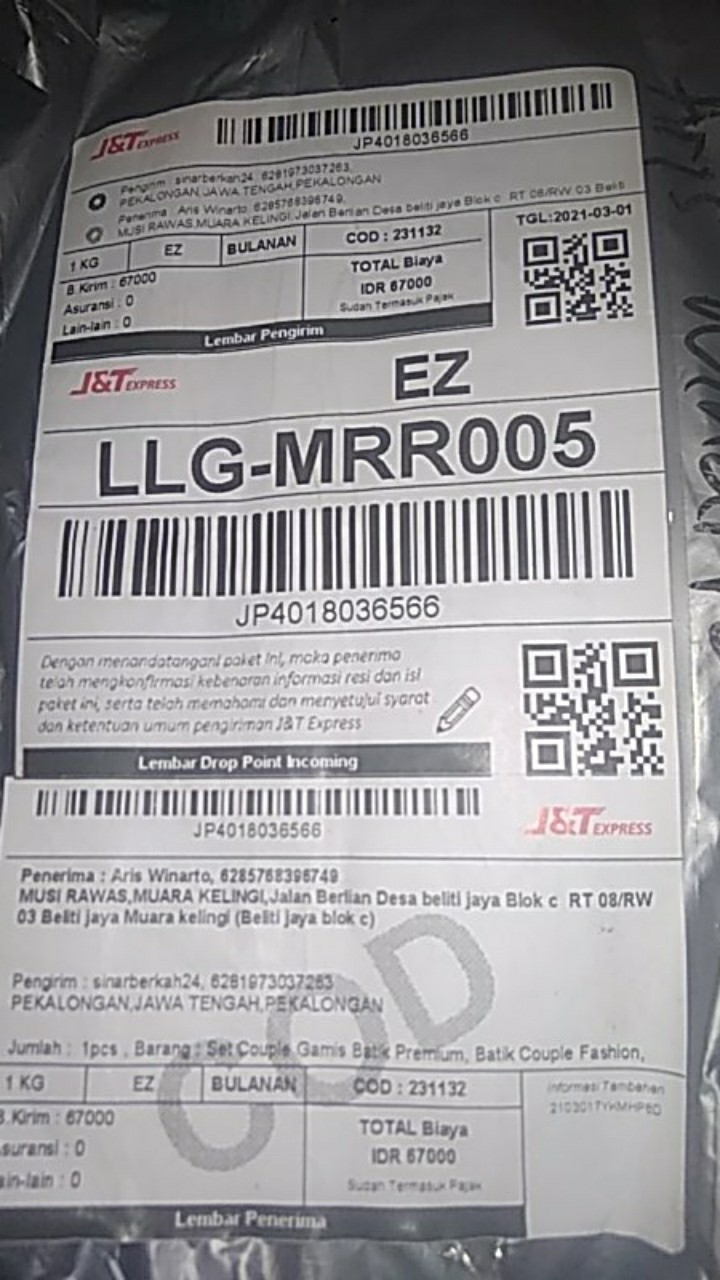 J&T EXPRESS
JP4018036566
Pengirim : sinarberkah24, 6281973037263,
PEKALONGAN,JAWA TENGAH,PEKALONGAN
Penerima : Aris Winarto, 6285768396749,
MUSI RAWAS,MUARA KELINGI,Jalan Berlian Desa beliti jaya Blok c RT 08/RW 03 Beliti
TGL:2021-03-01
1 KG EZ BULANAN COD : 231132
B.Kirim : 67000
Asuransi : 0
Lain-lain : 0
TOTAL Biaya
IDR 67000
Sudah Termasuk Pajak
Lembar Pengirim
J&T EXPRESS EZ
LLG-MRR005
JP4018036566
Dengan menandatangani paket ini, maka penerima
telah mengkonfirmasi kebenaran informasi resi dan isi
paket ini, serta telah memahami dan menyetujui syarat
dan ketentuan umum pengiriman J&T Express
Lembar Drop Point Incoming
JP4018036566
J&T EXPRESS
Penerima : Aris Winarto, 6285768396749
MUSI RAWAS,MUARA KELINGI,Jalan Berlian Desa beliti jaya Blok c RT 08/RW
03 Beliti jaya Muara kelingi (Beliti jaya blok c)
Pengirim : sinarberkah24, 6281973037263
PEKALONGAN,JAWA TENGAH,PEKALONGAN
COD
Jumlah : 1pcs , Barang : Set Couple Gamis Batik Premium, Batik Couple Fashion,
1 KG EZ BULANAN COD : 231132
Informasi Tambahan
B.Kirim : 67000
suransi : 0
ain-lain : 0
TOTAL Biaya
IDR 67000
Sudah Termasuk Pajak
Lembar Penerima